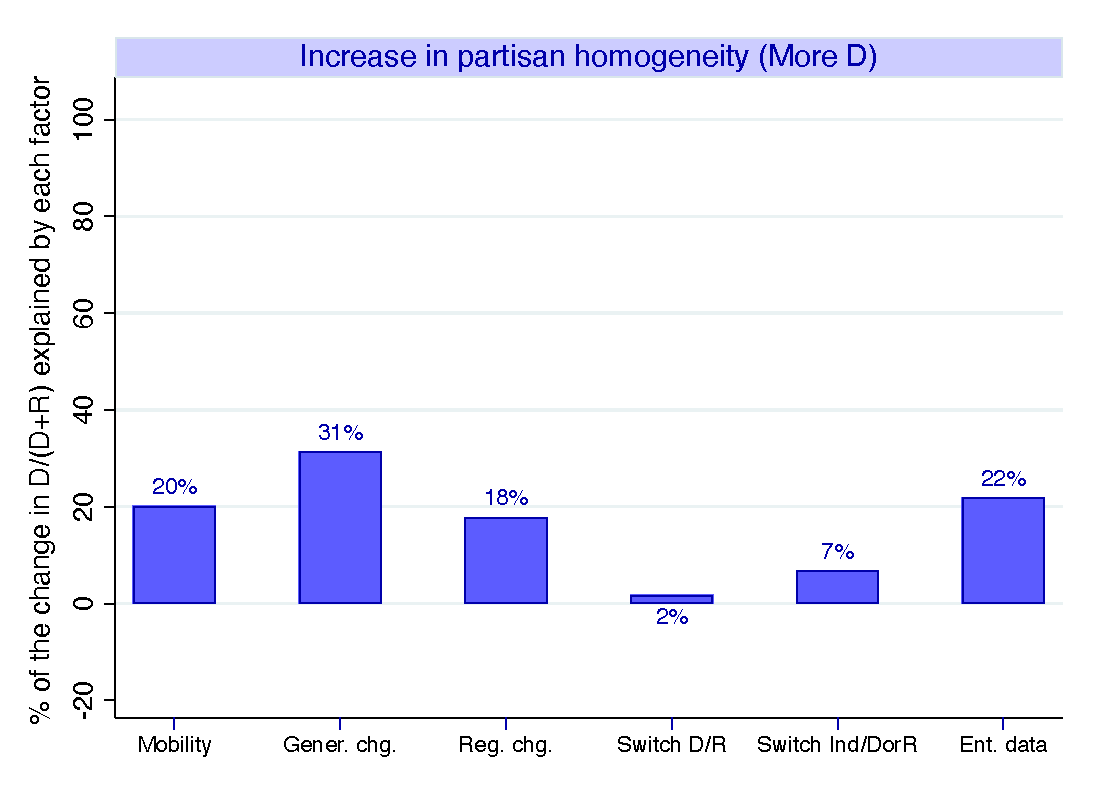 Increase in partisan homogeneity (More D)
% of the change in D/(D+R) explained by each factor
100
80
60
40
20
0
-20
20%
31%
18%
2%
7%
22%
Mobility
Gener. chg.
Reg. chg.
Switch D/R
Switch Ind/DorR
Ent. data